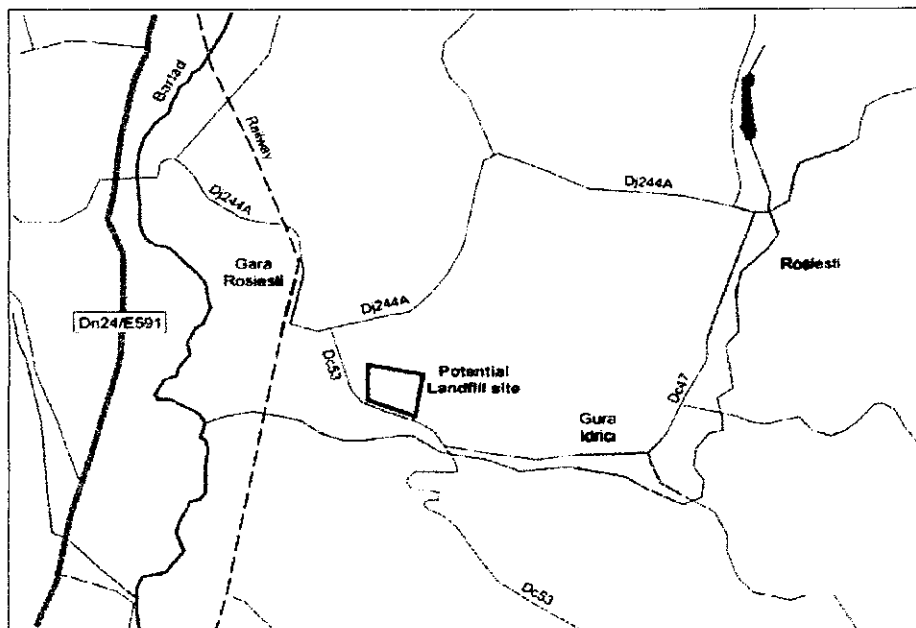 Barlad
Railway
Dj244A
Dj244A
Gara
Rosiesti
Rosiesti
Dj244A
Dn24/E591
Dc53
Potential
Landfill site
Dc47
Gura
Idrici
Dc53